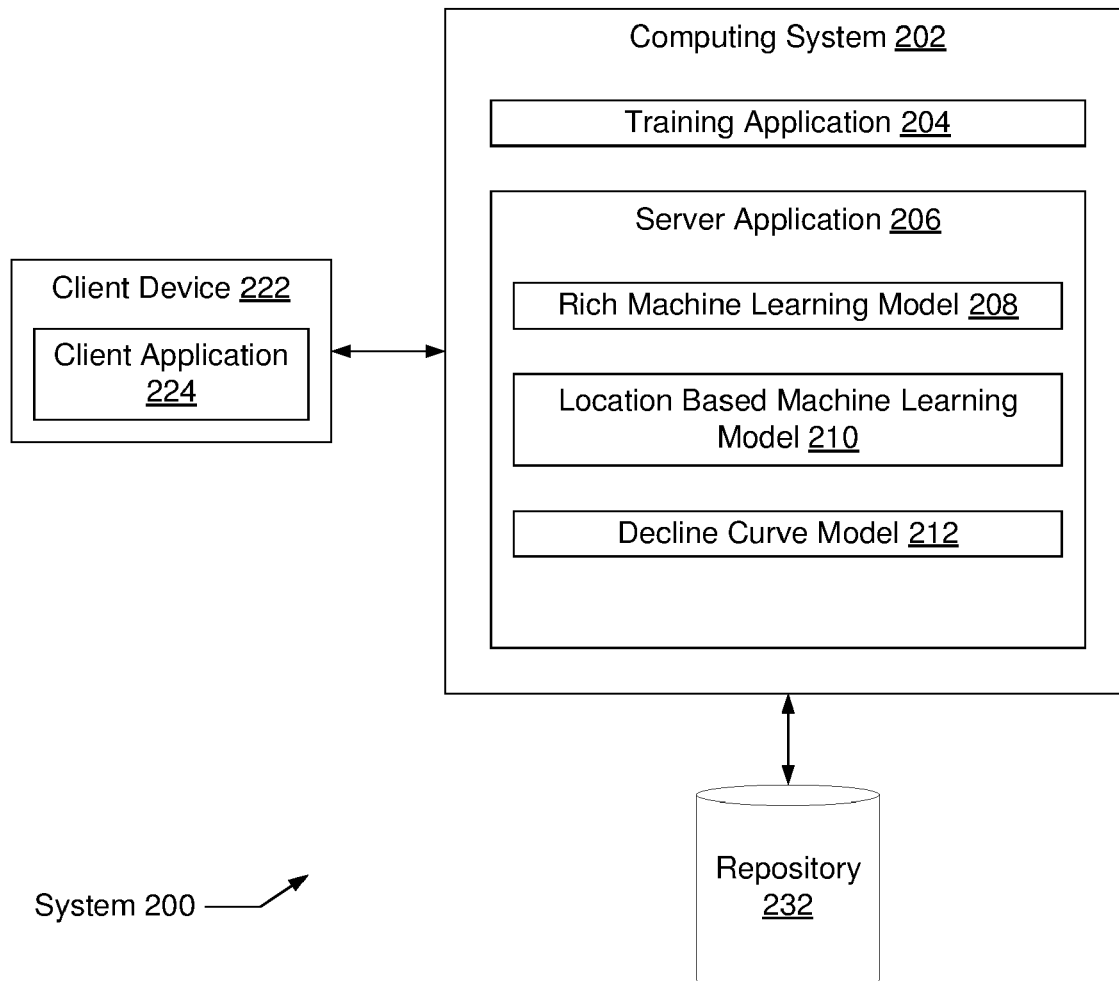 Computing System 202
Training Application 204
Server Application 206
Rich Machine Learning Model 208
Location Based Machine Learning
Model 210
Decline Curve Model 212
Client Device 222
Client Application
224
Repository
232
System 200